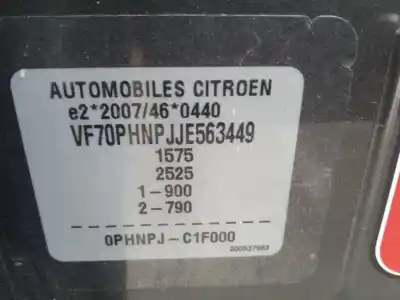 AUTOMOBILES CITROEN
e2*2007/46*0440
VF70PHNPJJE563449
1575
2525
1-900
2-790
0PHNPJ-C1F000